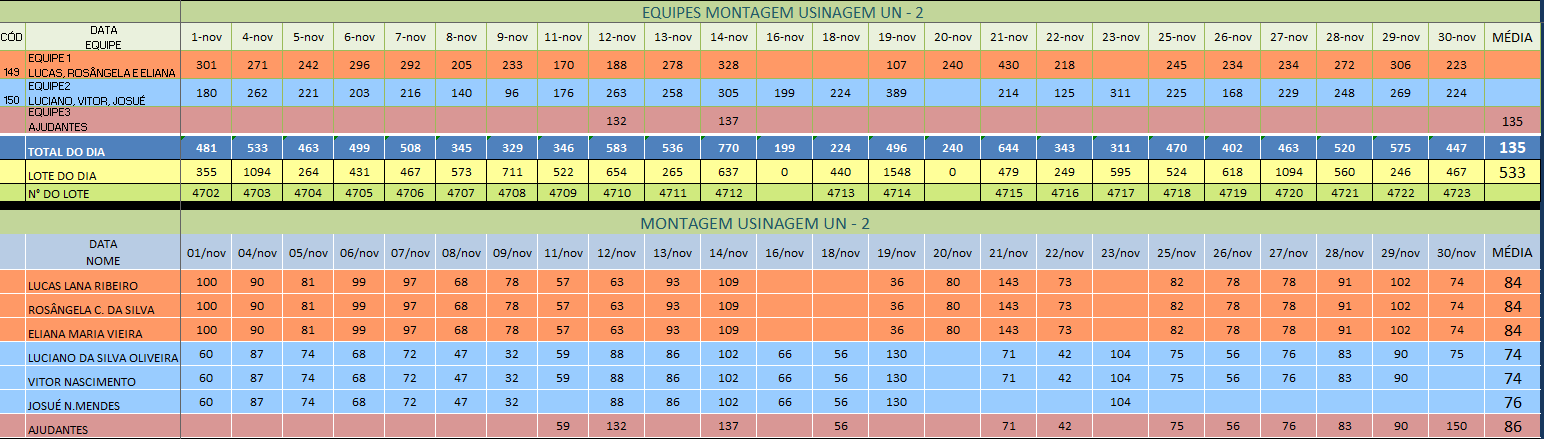 EQUIPES MONTAGEM USINAGEM UN - 2
CÓD DATA EQUIPE 1-nov 4-nov 5-nov 6-nov 7-nov 8-nov 9-nov 11-nov 12-nov 13-nov 14-nov 16-nov 18-nov 19-nov 20-nov 21-nov 22-nov 23-nov 25-nov 26-nov 27-nov 28-nov 29-nov 30-nov MÉDIA
EQUIPE 1
149 LUCAS, ROSÂNGELA E ELIANA 301 271 242 296 292 205 233 170 188 278 328 107 240 430 218 245 234 234 272 306 223
EQUIPE2
150 LUCIANO, VITOR, JOSUÉ 180 262 221 203 216 140 96 176 263 258 305 199 224 389 214 125 311 225 168 229 248 269 224
EQUIPE3
AJUDANTES 132 137 135
TOTAL DO DIA 481 533 463 499 508 345 329 346 583 536 770 199 224 496 240 644 343 311 470 402 463 520 575 447 135
LOTE DO DIA 355 1094 264 431 467 573 711 522 654 265 637 0 440 1548 0 479 249 595 524 618 1094 560 246 467 533
N° DO LOTE 4702 4703 4704 4705 4706 4707 4708 4709 4710 4711 4712 4713 4714 4715 4716 4717 4718 4719 4720 4721 4722 4723
MONTAGEM USINAGEM UN - 2
DATA NOME 01/nov 04/nov 05/nov 06/nov 07/nov 08/nov 09/nov 11/nov 12/nov 13/nov 14/nov 16/nov 18/nov 19/nov 20/nov 21/nov 22/nov 23/nov 25/nov 26/nov 27/nov 28/nov 29/nov 30/nov MÉDIA
LUCAS LANA RIBEIRO 100 90 81 99 97 68 78 57 63 93 109 36 80 143 73 82 78 78 91 102 74 84
ROSÂNGELA C. DA SILVA 100 90 81 99 97 68 78 57 63 93 109 36 80 143 73 82 78 78 91 102 74 84
ELIANA MARIA VIEIRA 100 90 81 99 97 68 78 57 63 93 109 36 80 143 73 82 78 78 91 102 74 84
LUCIANO DA SILVA OLIVEIRA 60 87 74 68 72 47 32 59 88 86 102 66 56 130 71 42 104 75 56 76 83 90 75 74
VITOR NASCIMENTO 60 87 74 68 72 47 32 59 88 86 102 66 56 130 71 42 104 75 56 76 83 90 74
JOSUÉ N.MENDES 60 87 74 68 72 47 32 88 86 102 66 56 130 104 76
AJUDANTES 59 132 137 56 71 42 75 56 76 83 90 150 86